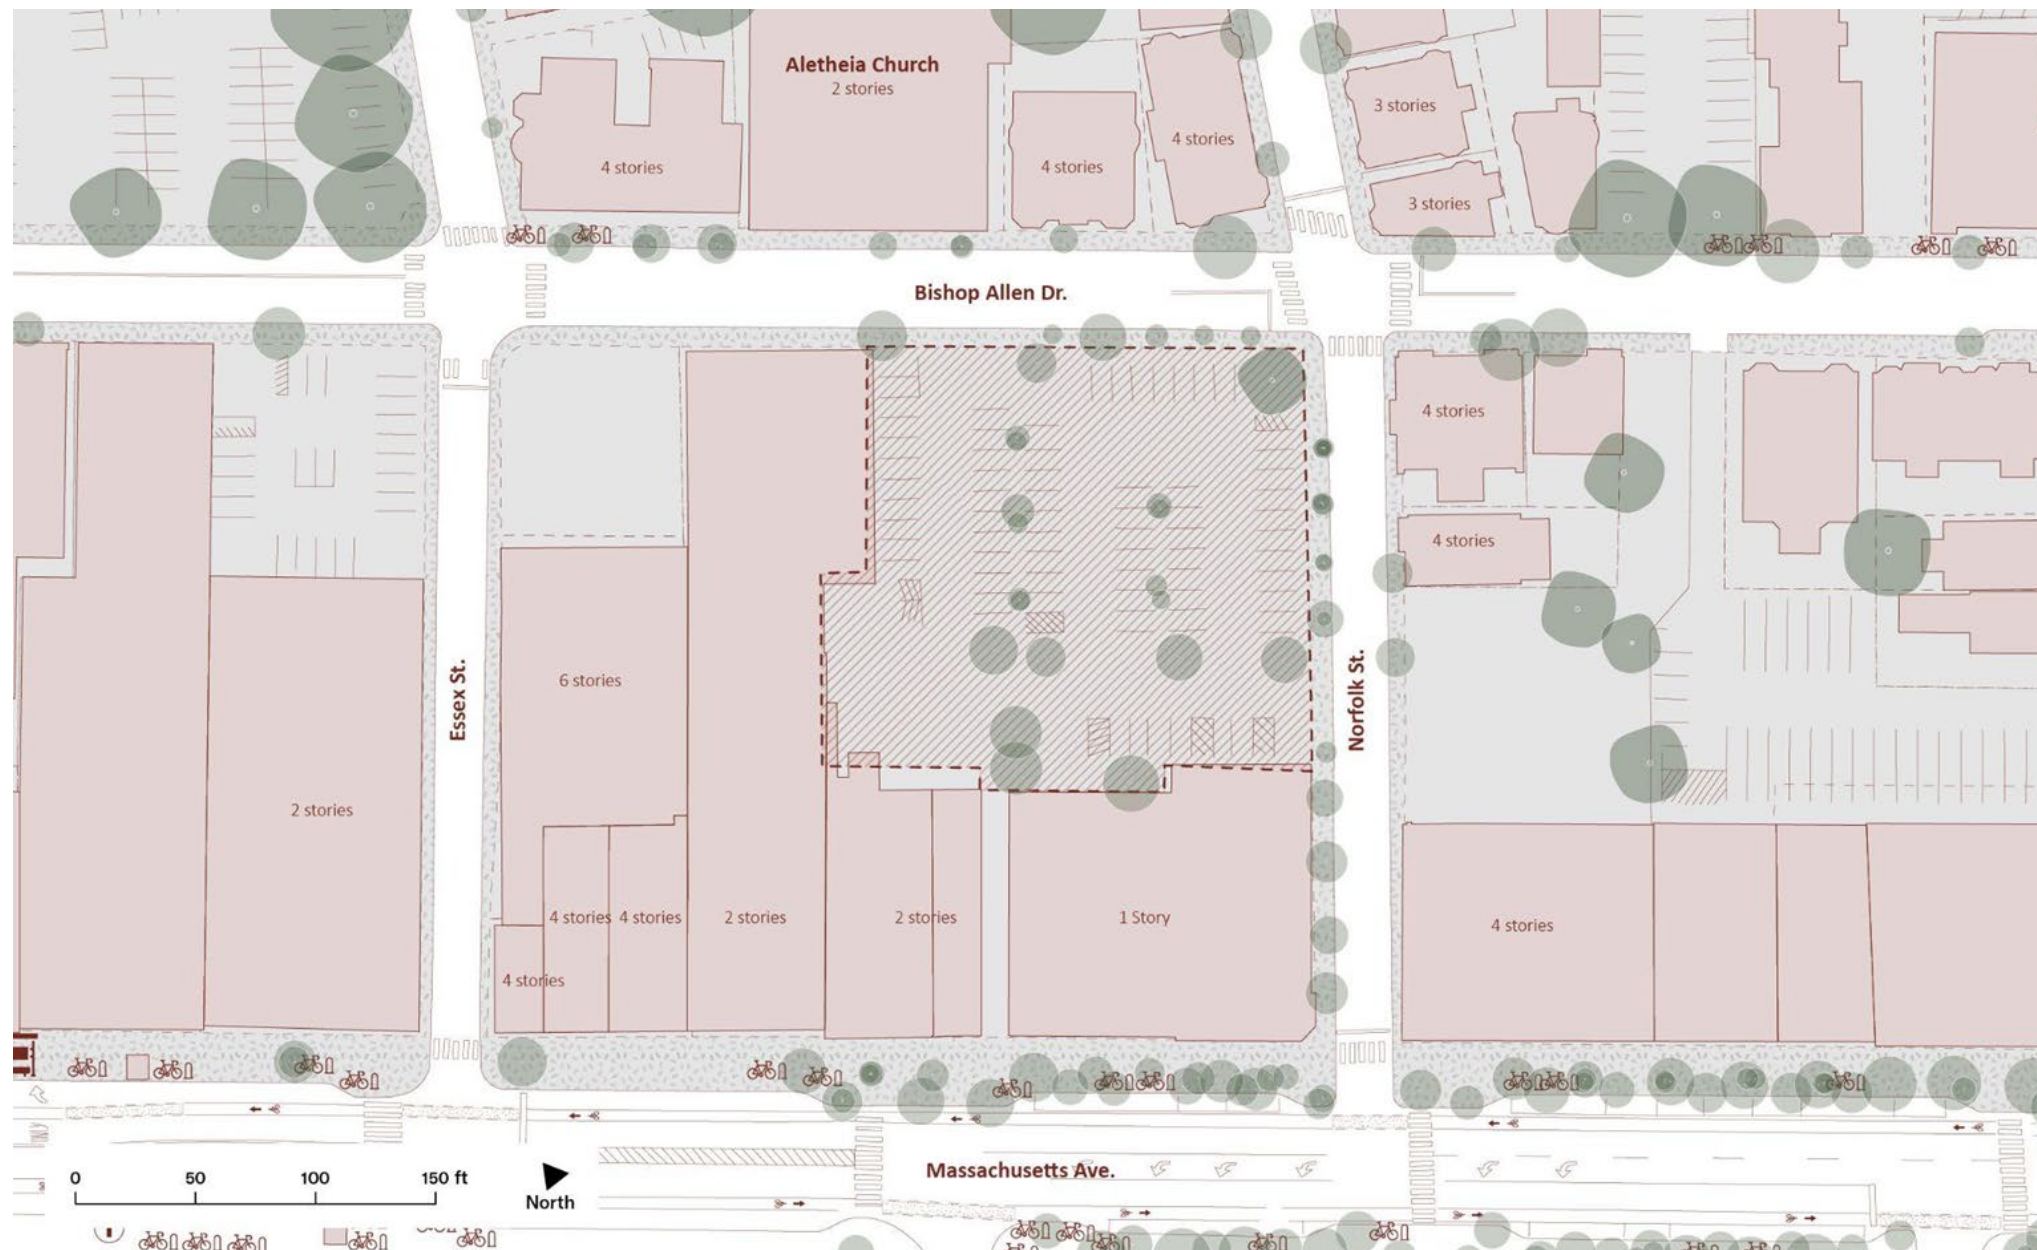 Aletheia Church
2 stories
3 stories
4 stories
4 stories
4 stories
3 stories
Bishop Allen Dr.
4 stories
4 stories
Essex St.
6 stories
Norfolk St.
2 stories
4 stories
4 stories
2 stories
2 stories
1 Story
4 stories
4 stories
Massachusetts Ave.
0
50
100
150 ft
North